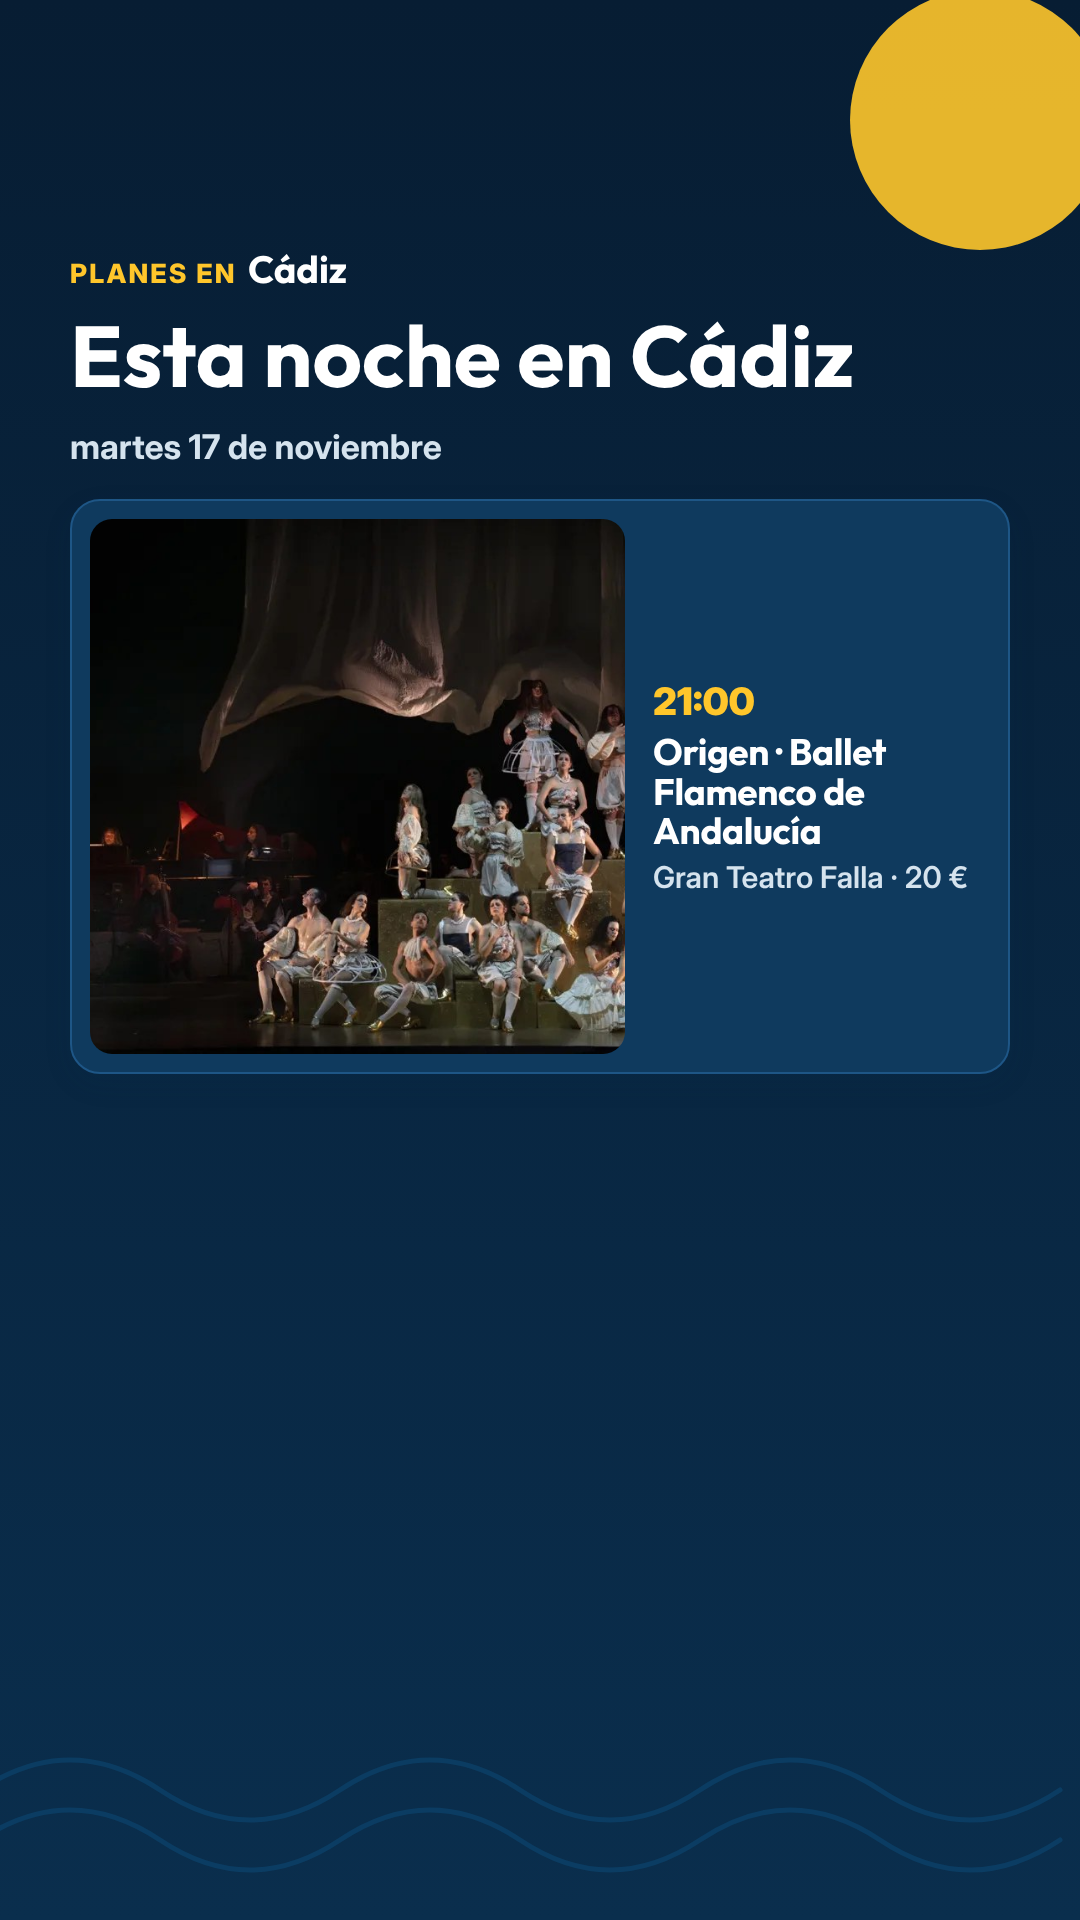 PLANES EN Cádiz
Esta noche en Cádiz
martes 17 de noviembre
21:00
Origen · Ballet
Flamenco de
Andalucía
Gran Teatro Falla · 20 €